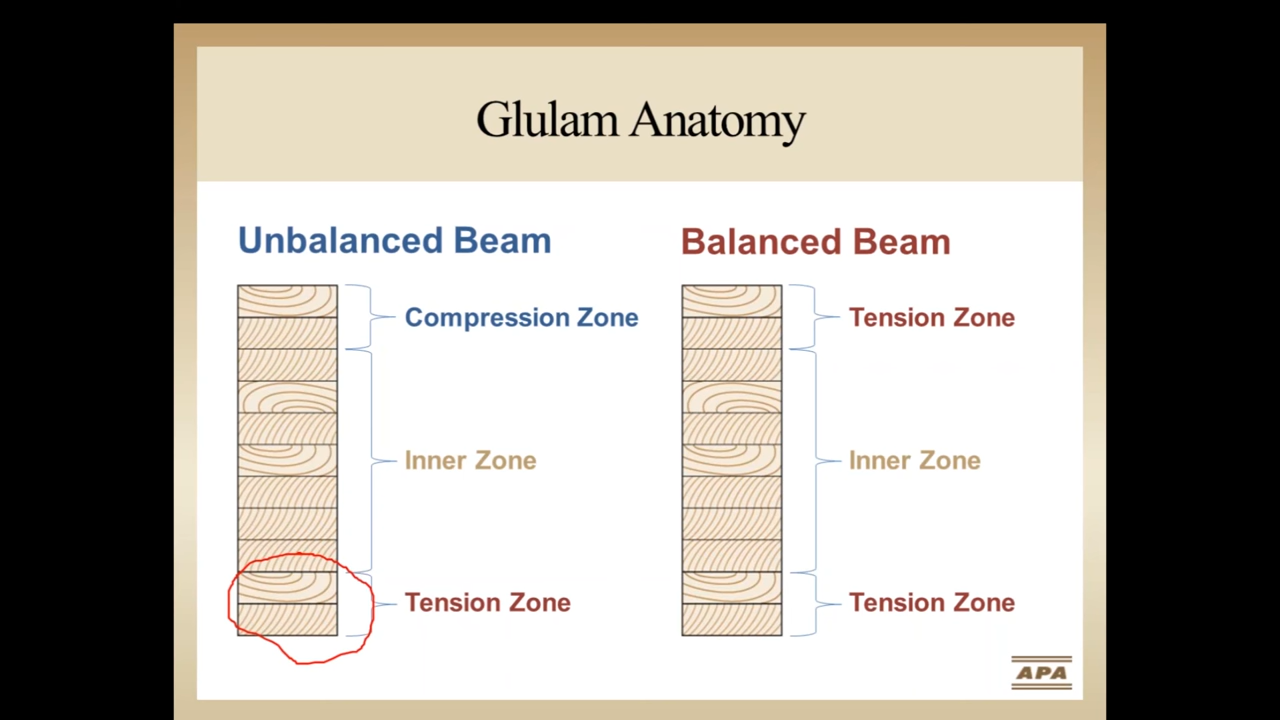 Glulam Anatomy
Unbalanced Beam
Compression Zone
Inner Zone
Tension Zone
Balanced Beam
Tension Zone
Inner Zone
Tension Zone
APA